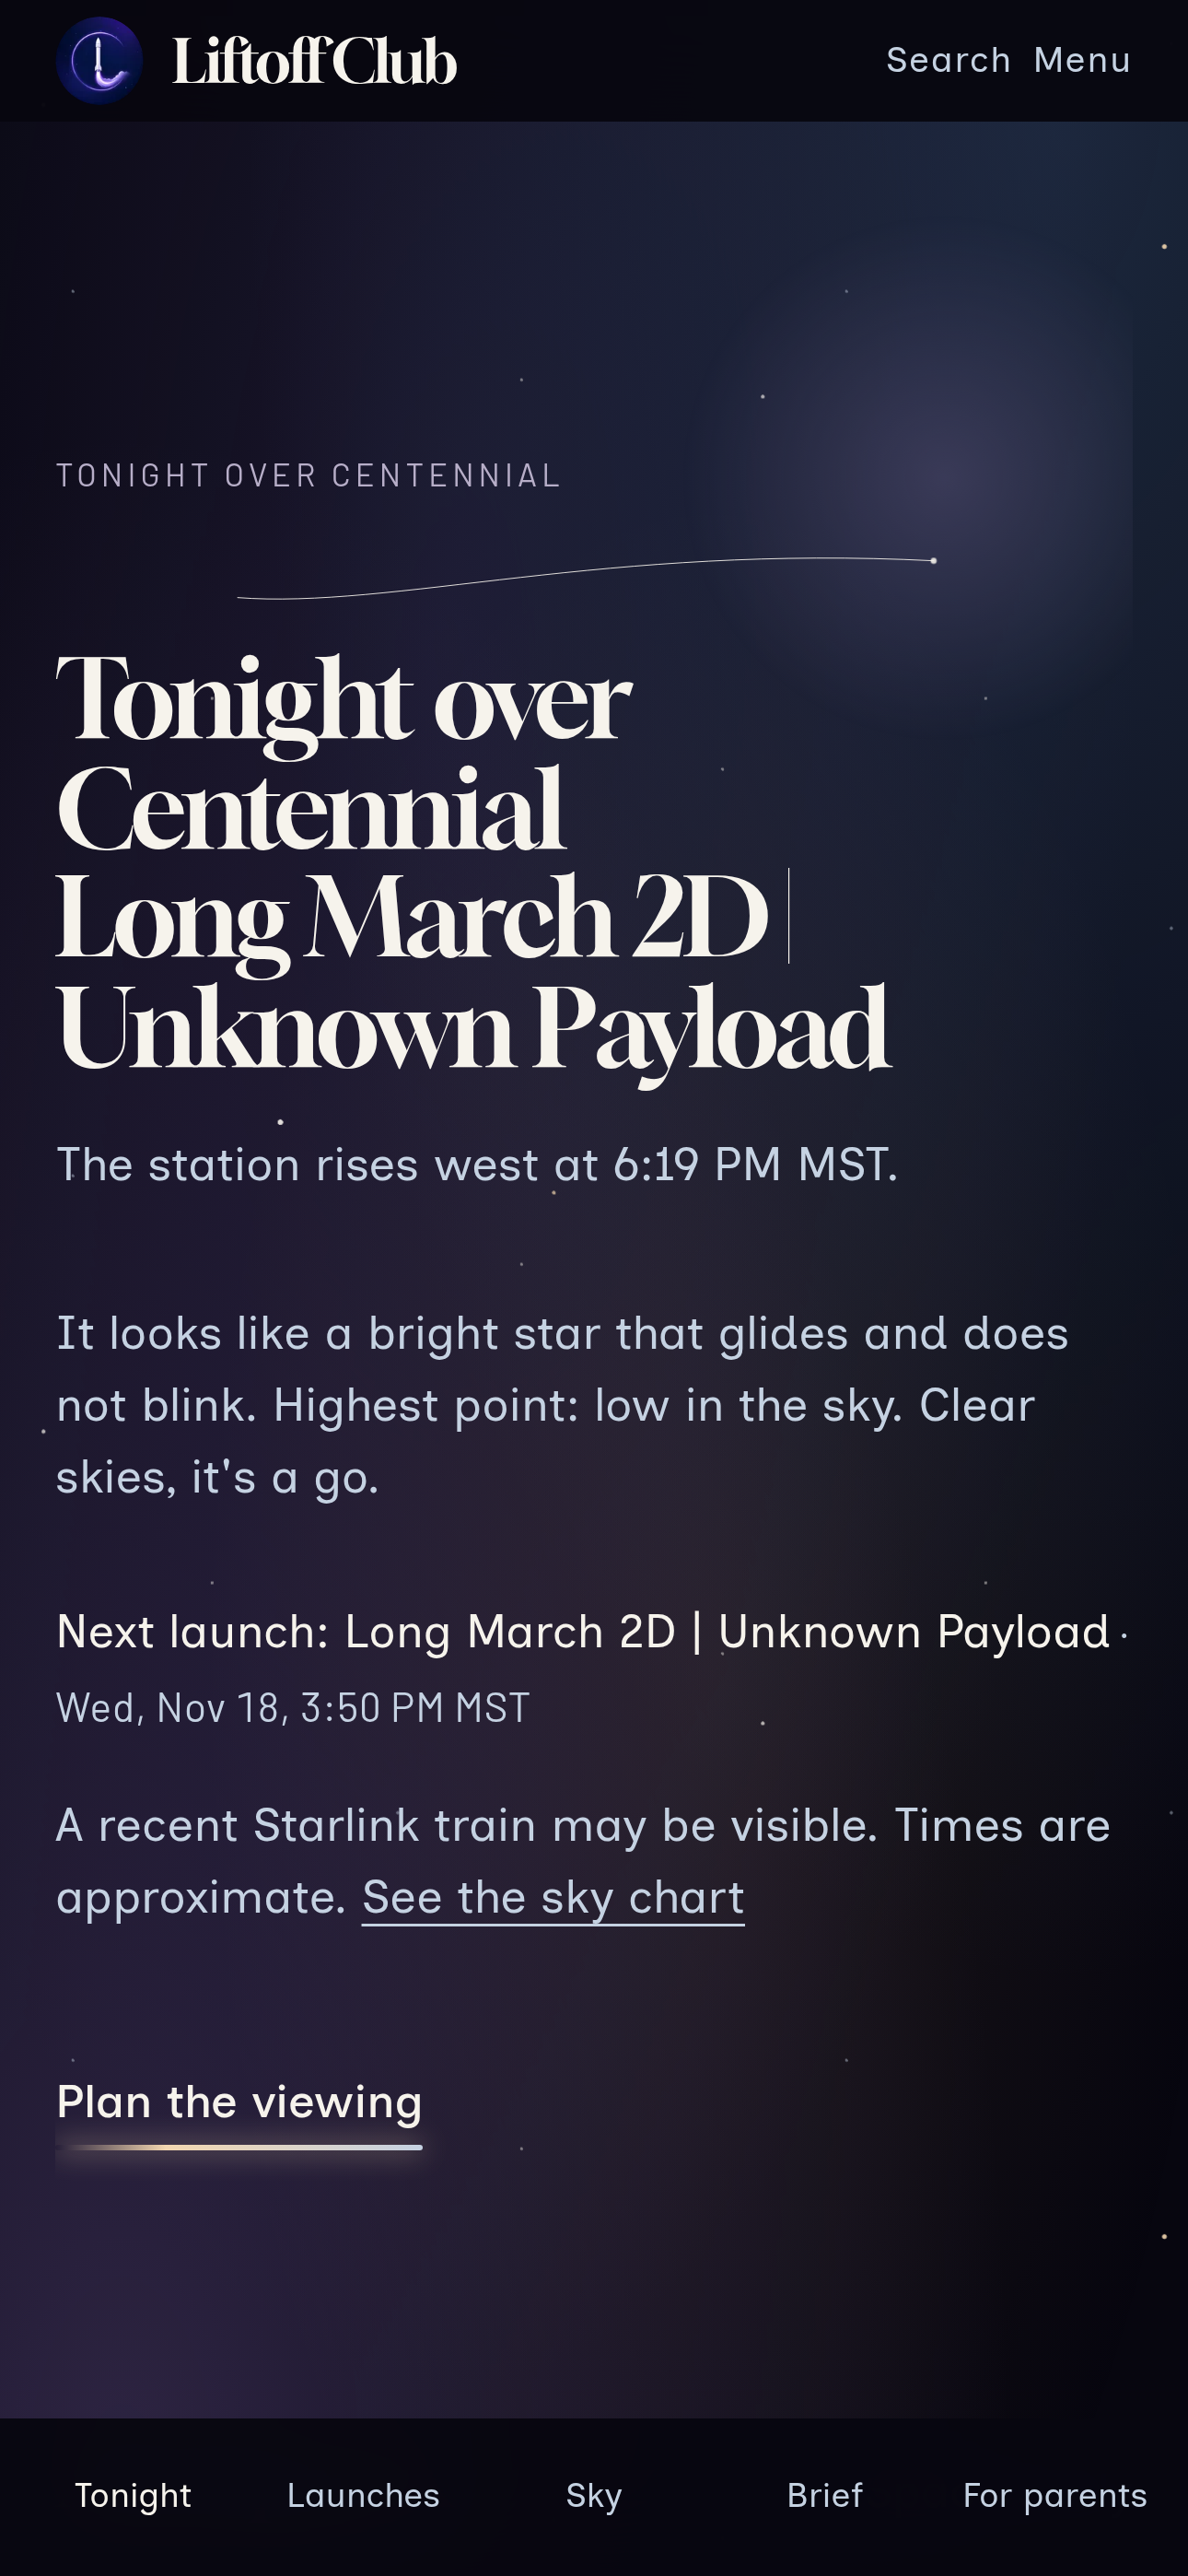 Liftoff Club
Search Menu
TONIGHT OVER CENTENNIAL
Tonight over
Centennial
Long March 2D |
Unknown Payload
The station rises west at 6:19 PM MST.
It looks like a bright star that glides and does
not blink. Highest point: low in the sky. Clear
skies, it's a go.
Next launch: Long March 2D | Unknown Payload ·
Wed, Nov 18, 3:50 PM MST
A recent Starlink train may be visible. Times are
approximate. See the sky chart
Plan the viewing
Tonight Launches Sky Brief For parents